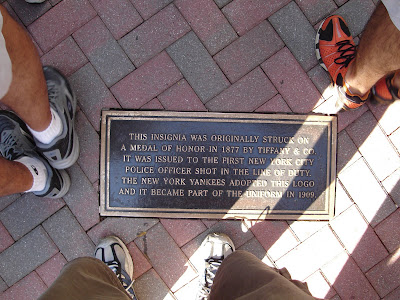 THIS INSIGNIA WAS ORIGINALLY STRUCK ON
A MEDAL OF HONOR IN 1877 BY TIFFANY & CO.
IT WAS ISSUED TO THE FIRST NEW YORK CITY
POLICE OFFICER SHOT IN THE LINE OF DUTY.
THE NEW YORK YANKEES ADOPTED THIS LOGO
AND IT BECAME PART OF THE UNIFORM IN 1909.